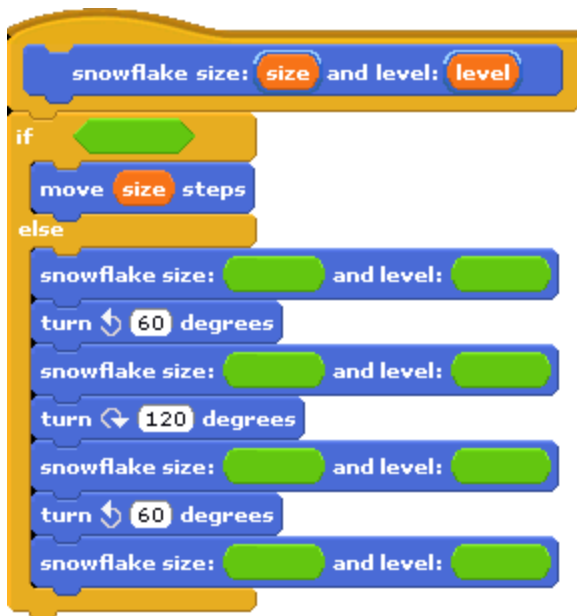 snowflake size: size and level: level
if
move size steps
else
snowflake size: and level:
turn 60 degrees
snowflake size: and level:
turn 120 degrees
snowflake size: and level:
turn 60 degrees
snowflake size: and level: